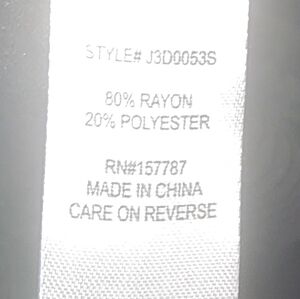 STYLE# J3D0053S
80% RAYON
20% POLYESTER
RN#157787
MADE IN CHINA
CARE ON REVERSE